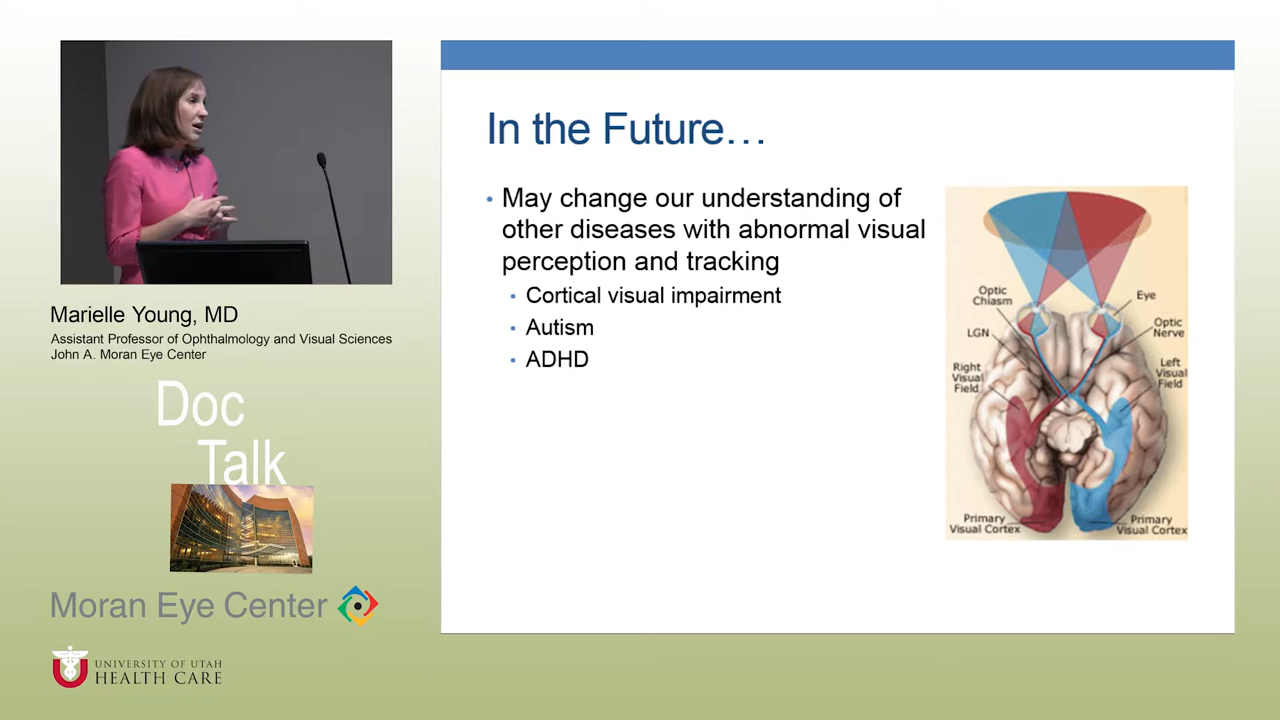 Marielle Young, MD
Assistant Professor of Ophthalmology and Visual Sciences
John A. Moran Eye Center
Doc
Talk
Moran Eye Center
UNIVERSITY OF UTAH
HEALTH CARE
In the Future…
• May change our understanding of
other diseases with abnormal visual
perception and tracking
• Cortical visual impairment
• Autism
• ADHD
Optic
Chiasm
Eye
LGN
Optic
Nerve
Right
Visual
Field
Left
Visual
Field
Primary
Visual Cortex
Primary
Visual Cortex